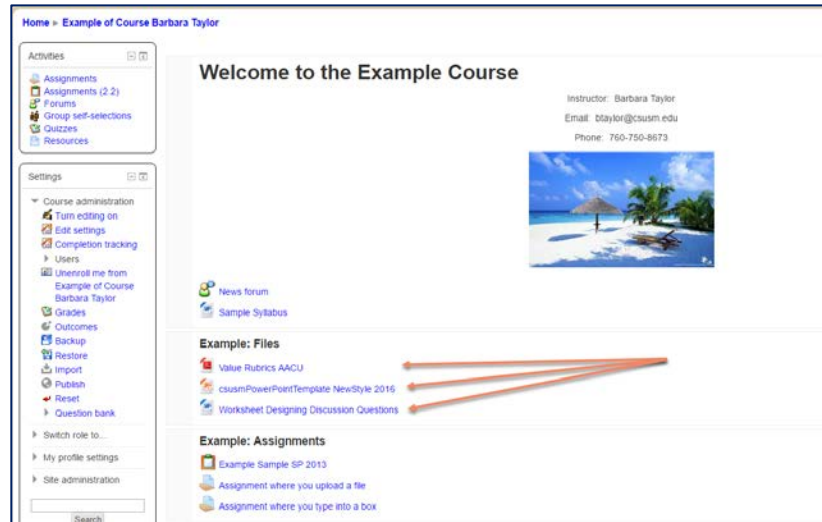 Home ► Example of Course Barbara Taylor
Activities
Assignments
Assignments (2.2)
Forums
Group self-selections
Quizzes
Resources
Settings
Course administration
Turn editing on
Edit settings
Completion tracking
Users
Unenroll me from
Example of Course
Barbara Taylor
Grades
Outcomes
Backup
Restore
Import
Publish
Reset
Question bank
Switch role to...
My profile settings
Site administration
Search
Welcome to the Example Course
Instructor: Barbara Taylor
Email: btaylor@csusm.edu
Phone: 760-750-8673
News forum
Sample Syllabus
Example: Files
Value Rubrics AACU
csusmPowerPointTemplate NewStyle 2016
Worksheet Designing Discussion Questions
Example: Assignments
Example Sample SP 2013
Assignment where you upload a file
Assignment where you type into a box